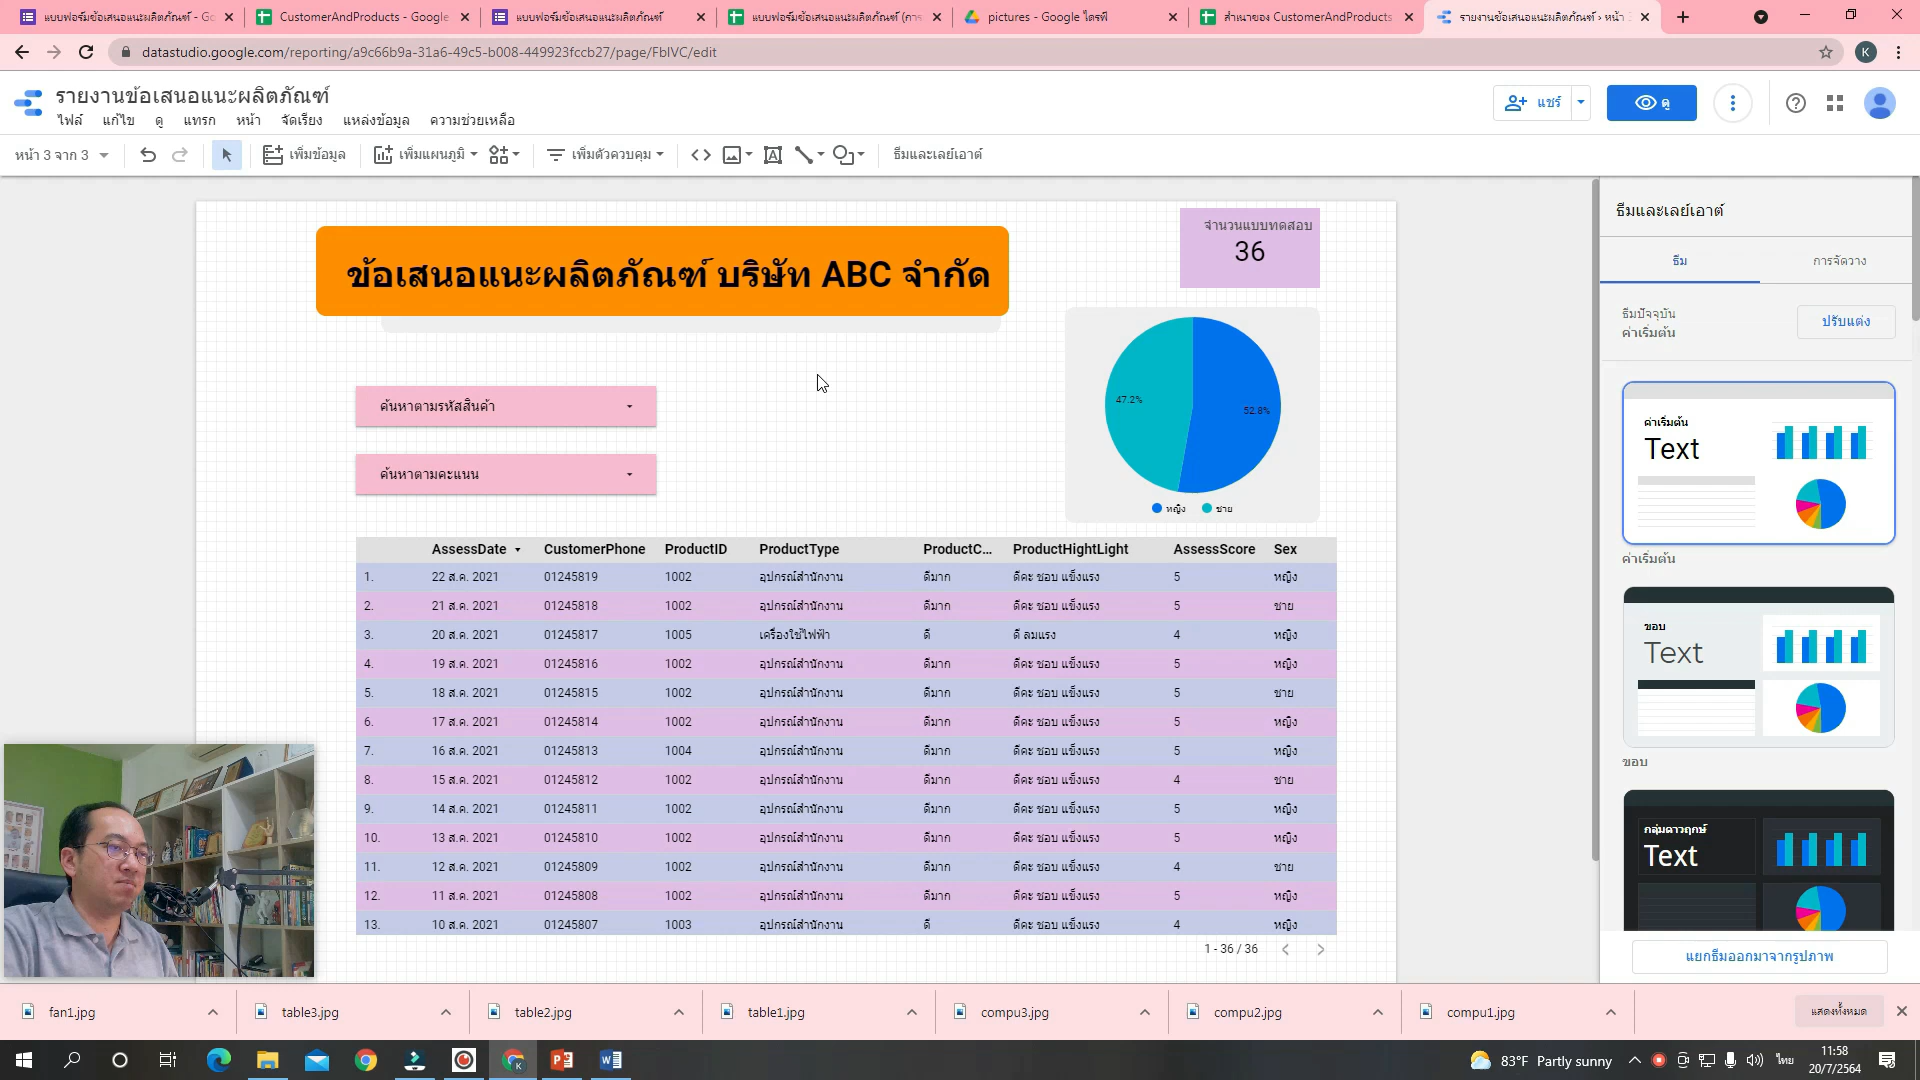 แบบฟอร์มข้อเสนอแนะผลิตภัณฑ์ - Go
CustomerAndProducts - Google
แบบฟอร์มข้อเสนอแนะผลิตภัณฑ์
แบบฟอร์มข้อเสนอแนะผลิตภัณฑ์ (การ
pictures - Google ไดรฟ์
สำเนาของ CustomerAndProducts
รายงานข้อเสนอแนะผลิตภัณฑ์ › หน้า
datastudio.google.com/reporting/a9c66b9a-31a6-49c5-b008-449923fccb27/page/FblVC/edit
K
รายงานข้อเสนอแนะผลิตภัณฑ์
ไฟล์ แก้ไข ดู แทรก หน้า จัดเรียง แหล่งข้อมูล ความช่วยเหลือ
แชร์
ดู
หน้า 3 จาก 3
เพิ่มข้อมูล
เพิ่มแผนภูมิ
เพิ่มตัวควบคุม
ธีมและเลย์เอาต์
ข้อเสนอแนะผลิตภัณฑ์ บริษัท ABC จำกัด
จำนวนแบบทดสอบ
36
47.2%
52.8%
หญิง ชาย
ค้นหาตามรหัสสินค้า
ค้นหาตามคะแนน
AssessDate CustomerPhone ProductID ProductType ProductC... ProductHightLight AssessScore Sex
1. 22 ส.ค. 2021 01245819 1002 อุปกรณ์สำนักงาน ดีมาก ดีคะ ชอบ แข็งแรง 5 หญิง
2. 21 ส.ค. 2021 01245818 1002 อุปกรณ์สำนักงาน ดีมาก ดีคะ ชอบ แข็งแรง 5 ชาย
3. 20 ส.ค. 2021 01245817 1005 เครื่องใช้ไฟฟ้า ดี ดี ลมแรง 4 หญิง
4. 19 ส.ค. 2021 01245816 1002 อุปกรณ์สำนักงาน ดีมาก ดีคะ ชอบ แข็งแรง 5 หญิง
5. 18 ส.ค. 2021 01245815 1002 อุปกรณ์สำนักงาน ดีมาก ดีคะ ชอบ แข็งแรง 5 ชาย
6. 17 ส.ค. 2021 01245814 1002 อุปกรณ์สำนักงาน ดีมาก ดีคะ ชอบ แข็งแรง 5 หญิง
7. 16 ส.ค. 2021 01245813 1004 อุปกรณ์สำนักงาน ดีมาก ดีคะ ชอบ แข็งแรง 5 หญิง
8. 15 ส.ค. 2021 01245812 1002 อุปกรณ์สำนักงาน ดีมาก ดีคะ ชอบ แข็งแรง 4 ชาย
9. 14 ส.ค. 2021 01245811 1002 อุปกรณ์สำนักงาน ดีมาก ดีคะ ชอบ แข็งแรง 5 หญิง
10. 13 ส.ค. 2021 01245810 1002 อุปกรณ์สำนักงาน ดีมาก ดีคะ ชอบ แข็งแรง 5 หญิง
11. 12 ส.ค. 2021 01245809 1002 อุปกรณ์สำนักงาน ดีมาก ดีคะ ชอบ แข็งแรง 4 ชาย
12. 11 ส.ค. 2021 01245808 1002 อุปกรณ์สำนักงาน ดีมาก ดีคะ ชอบ แข็งแรง 5 หญิง
13. 10 ส.ค. 2021 01245807 1003 อุปกรณ์สำนักงาน ดี ดีคะ ชอบ แข็งแรง 4 หญิง
1 - 36 / 36
ธีมและเลย์เอาต์
ธีม การจัดวาง
ธีมปัจจุบัน
ค่าเริ่มต้น
ปรับแต่ง
ค่าเริ่มต้น
Text
ค่าเริ่มต้น
ขอบ
Text
ขอบ
กลุ่มดาวฤกษ์
Text
แยกธีมออกมาจากรูปภาพ
fan1.jpg
table3.jpg
table2.jpg
table1.jpg
compu3.jpg
compu2.jpg
compu1.jpg
แสดงทั้งหมด
83°F Partly sunny
ไทย
11:58
20/7/2564